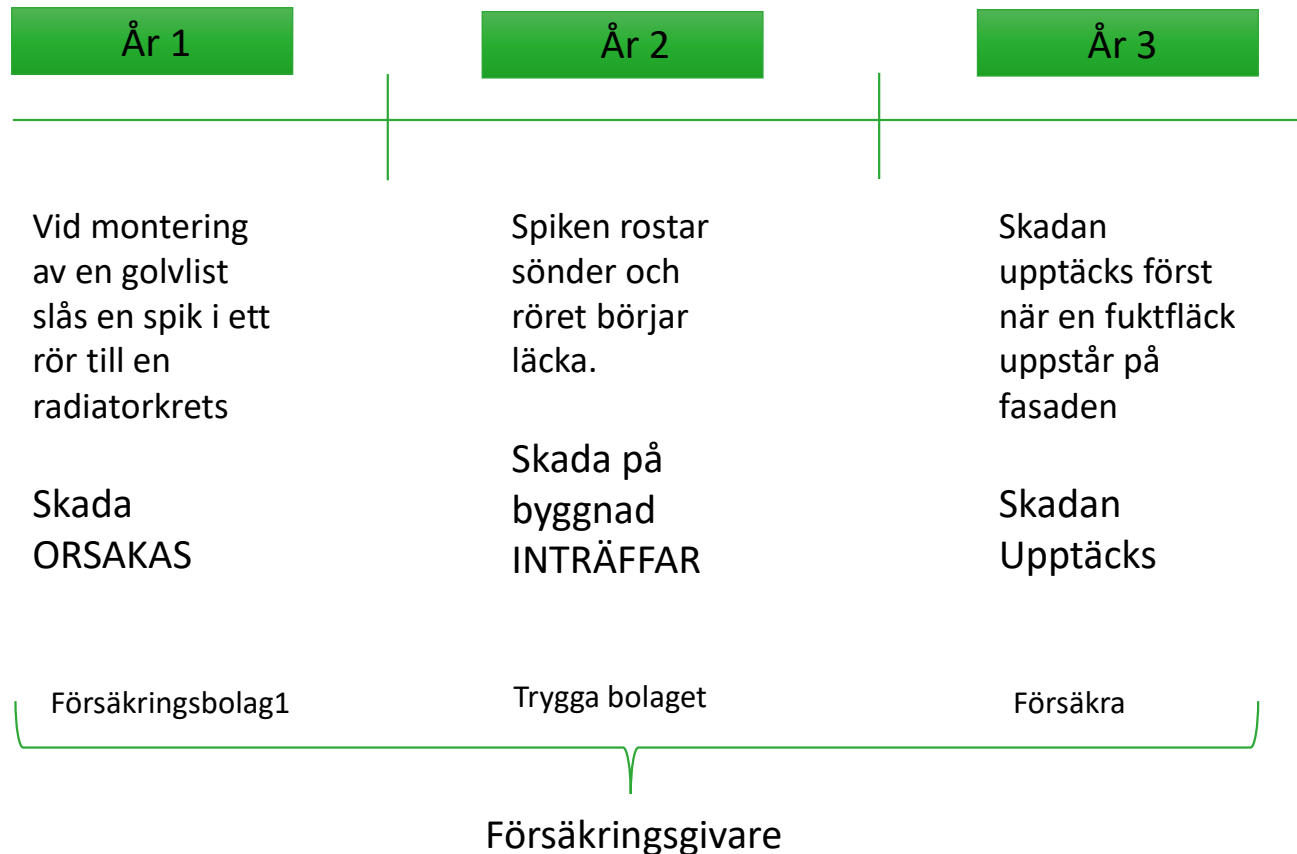 År 1
År 2
År 3
Vid montering
av en golvlist
slås en spik i ett
rör till en
radiatorkrets
Skada
ORSAKAS
Spiken rostar
sönder och
röret börjar
läcka.
Skada på
byggnad
INTRÄFFAR
Skadan
upptäcks först
när en fuktfläck
uppstår på
fasaden
Skadan
Upptäcks
Försäkringsbolag1
Trygga bolaget
Försäkra
Försäkringsgivare